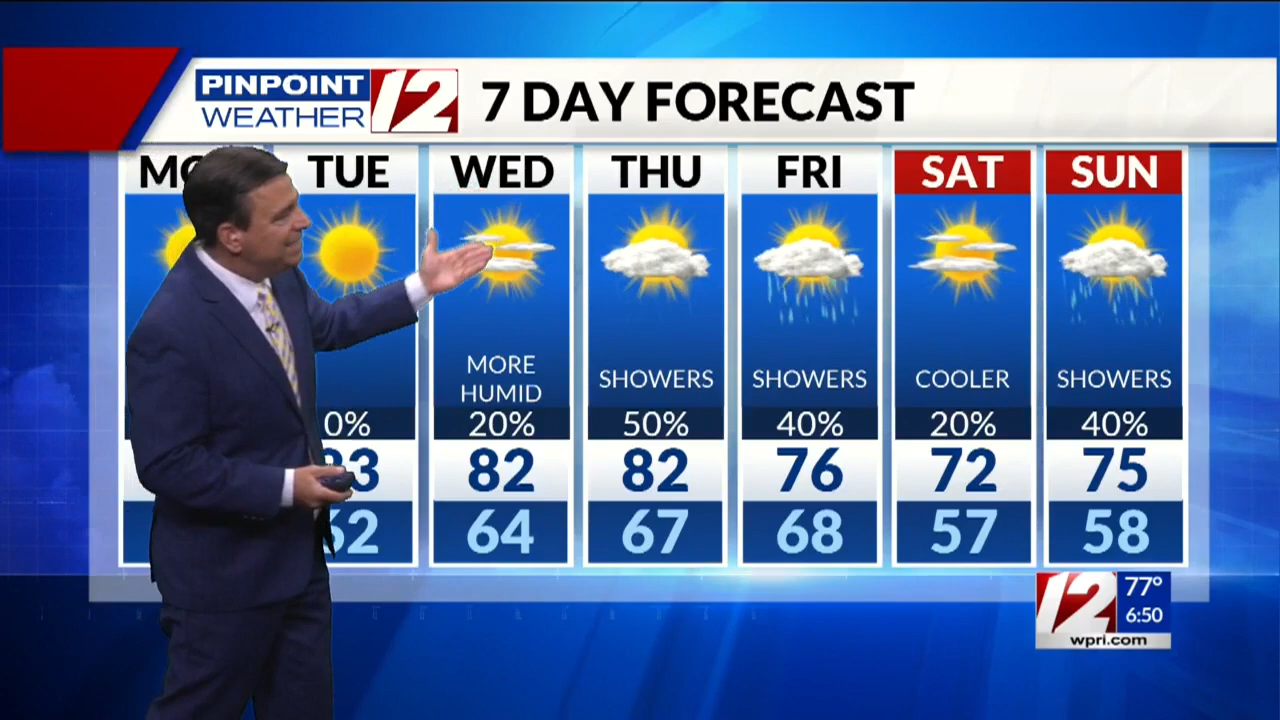 PINPOINT
WEATHER 12
7 DAY FORECAST
TUE WED THU FRI SAT SUN
MORE
HUMID SHOWERS SHOWERS COOLER SHOWERS
0% 20% 50% 40% 20% 40%
82 82 76 72 75
64 67 68 57 58
12 77°
6:50
wpri.com